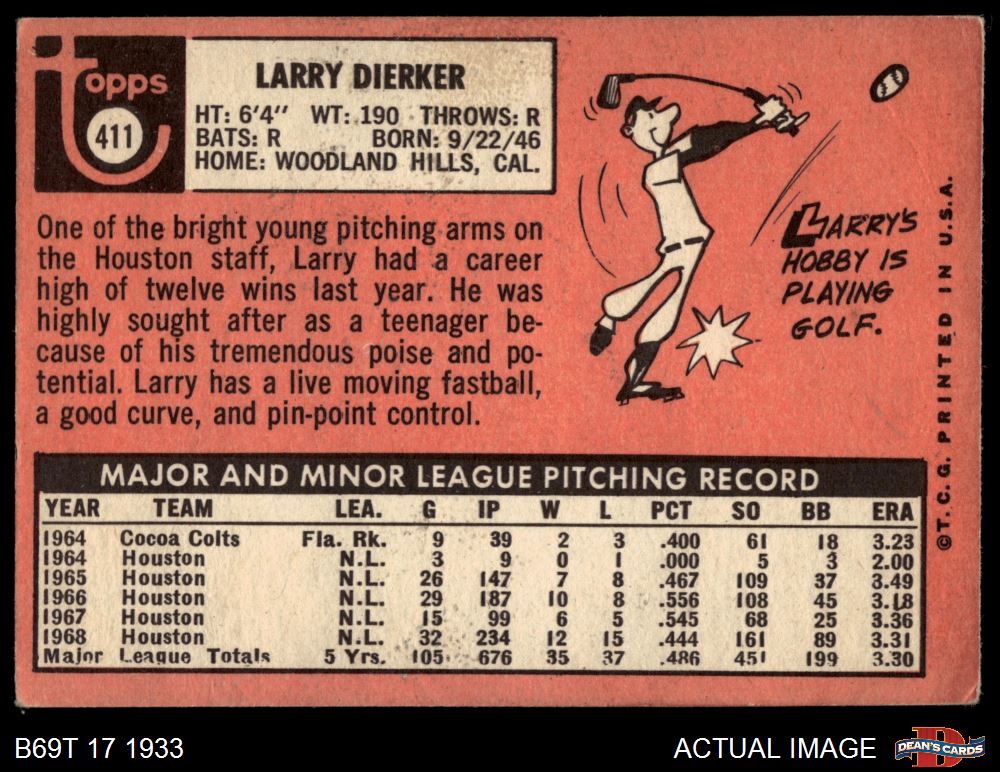 Topps
411
LARRY DIERKER
HT: 6'4" WT: 190 THROWS: R
BATS: R BORN: 9/22/46
HOME: WOODLAND HILLS, CAL.
One of the bright young pitching arms on
the Houston staff, Larry had a career
high of twelve wins last year. He was
highly sought after as a teenager be-
cause of his tremendous poise and po-
tential. Larry has a live moving fastball,
a good curve, and pin-point control.
LARRY'S
HOBBY IS
PLAYING
GOLF.
©T. C. G. PRINTED IN U.S.A.
MAJOR AND MINOR LEAGUE PITCHING RECORD
YEAR TEAM LEA. G IP W L PCT SO BB ERA
1964 Cocoa Colts Fla. Rk. 9 39 2 3 .400 61 18 3.23
1964 Houston N.L. 3 9 0 1 .000 5 3 2.00
1965 Houston N.L. 26 147 7 8 .467 109 37 3.49
1966 Houston N.L. 29 187 10 8 .556 108 45 3.18
1967 Houston N.L. 15 99 6 5 .545 68 25 3.36
1968 Houston N.L. 32 234 12 15 .444 161 89 3.31
Major League Totals 5 Yrs. 105 676 35 37 .486 451 199 3.30
B69T 17 1933
ACTUAL IMAGE
D
DEAN'S CARDS